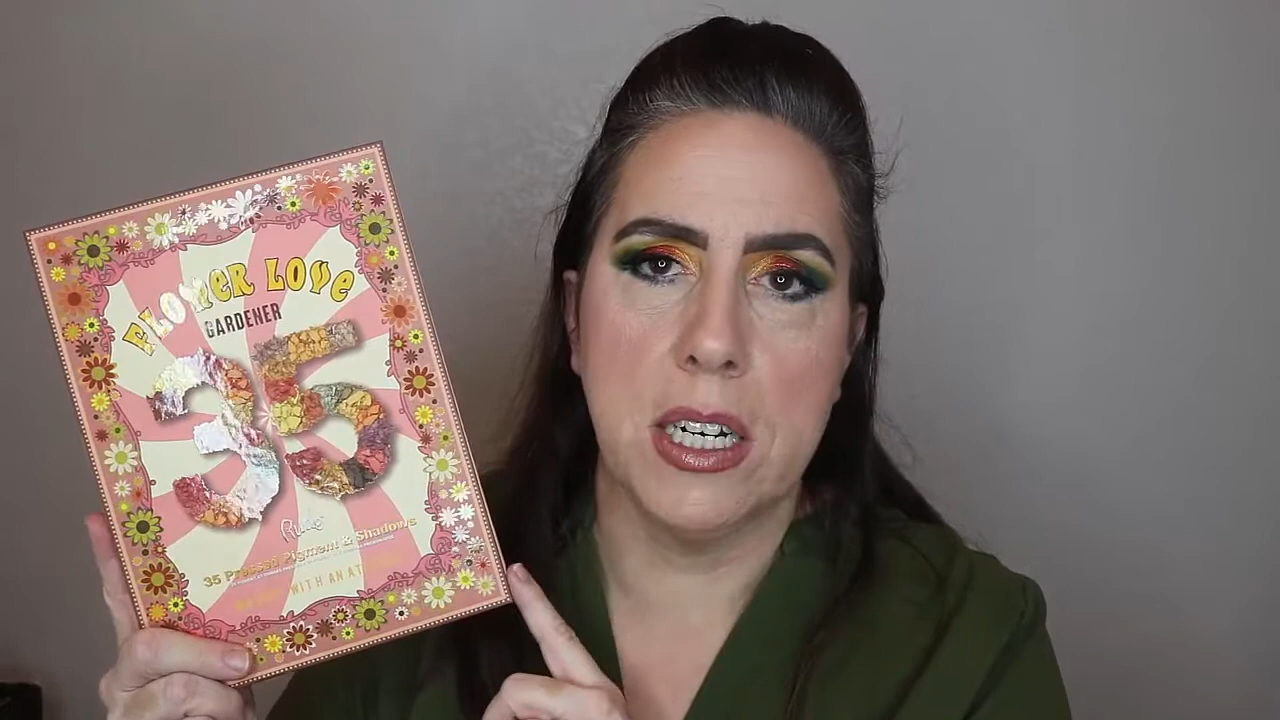 FLOWER LOVE
GARDENER
35
Rude
35 Pressed Pigment & Shadows
WITH AN AT